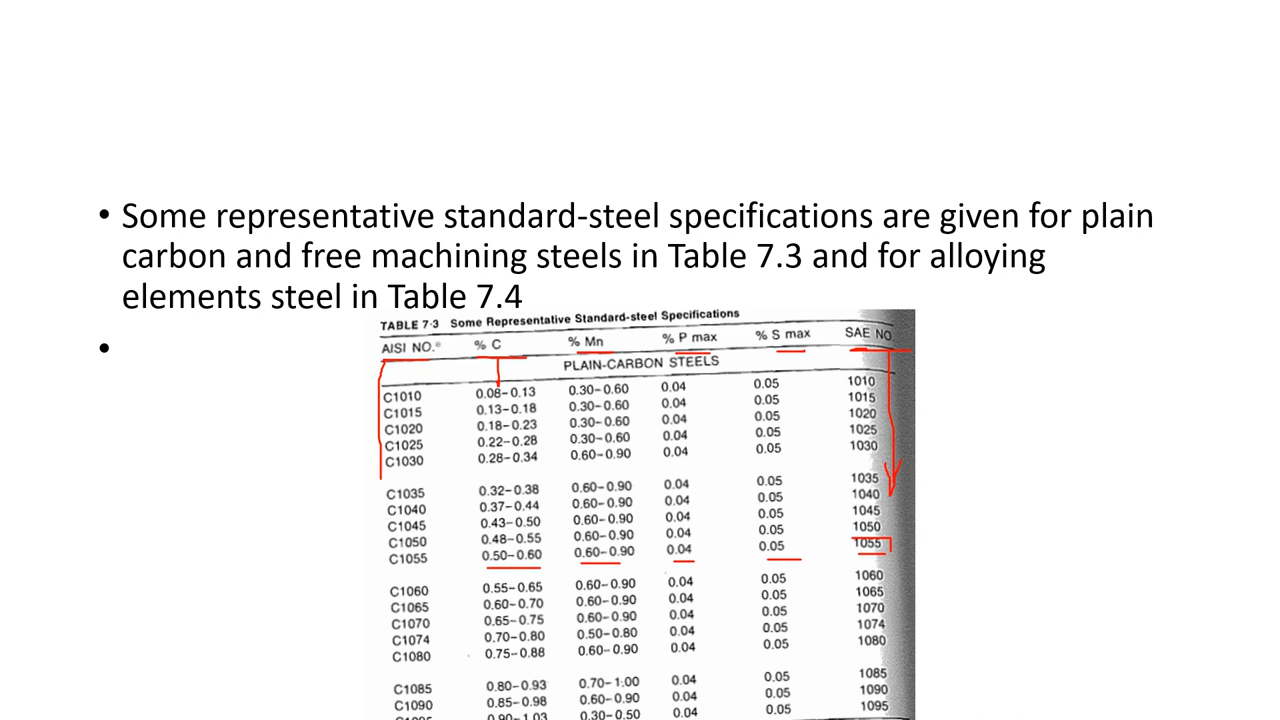 • Some representative standard-steel specifications are given for plain
carbon and free machining steels in Table 7.3 and for alloying
elements steel in Table 7.4
•
TABLE 7·3 Some Representative Standard-steel Specifications
AISI NO.* % C % Mn % P max % S max SAE NO.
PLAIN-CARBON STEELS
C1010 0.08–0.13 0.30–0.60 0.04 0.05 1010
C1015 0.13–0.18 0.30–0.60 0.04 0.05 1015
C1020 0.18–0.23 0.30–0.60 0.04 0.05 1020
C1025 0.22–0.28 0.30–0.60 0.04 0.05 1025
C1030 0.28–0.34 0.60–0.90 0.04 0.05 1030
C1035 0.32–0.38 0.60–0.90 0.04 0.05 1035
C1040 0.37–0.44 0.60–0.90 0.04 0.05 1040
C1045 0.43–0.50 0.60–0.90 0.04 0.05 1045
C1050 0.48–0.55 0.60–0.90 0.04 0.05 1050
C1055 0.50–0.60 0.60–0.90 0.04 0.05 1055
C1060 0.55–0.65 0.60–0.90 0.04 0.05 1060
C1065 0.60–0.70 0.60–0.90 0.04 0.05 1065
C1070 0.65–0.75 0.60–0.90 0.04 0.05 1070
C1074 0.70–0.80 0.50–0.80 0.04 0.05 1074
C1080 0.75–0.88 0.60–0.90 0.04 0.05 1080
C1085 0.80–0.93 0.70–1.00 0.04 0.05 1085
C1090 0.85–0.98 0.60–0.90 0.04 0.05 1090
C1095 0.90–1.03 0.30–0.50 0.04 0.05 1095